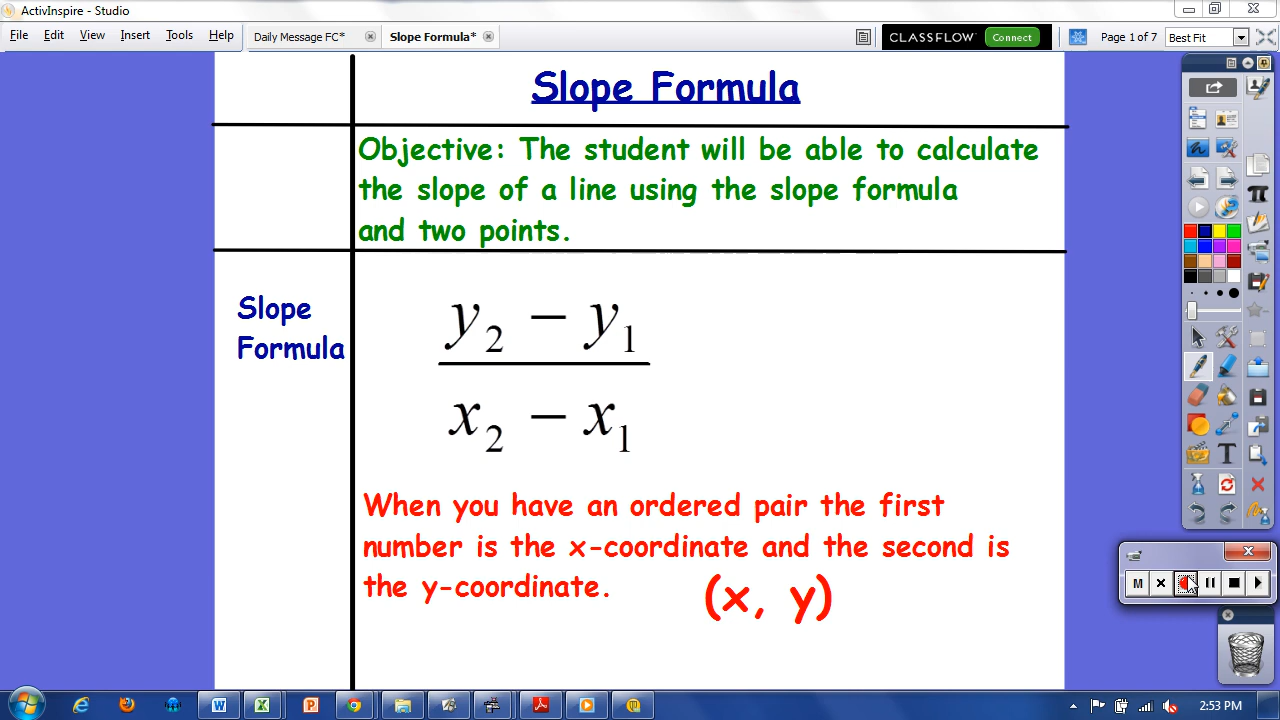 ActivInspire - Studio
File Edit View Insert Tools Help
Daily Message FC* Slope Formula* CLASSFLOW Connect Page 1 of 7 Best Fit
Slope Formula
Objective: The student will be able to calculate
the slope of a line using the slope formula
and two points.
Slope
Formula
y₂ − y₁
x₂ − x₁
When you have an ordered pair the first
number is the x-coordinate and the second is
the y-coordinate.
(x, y)
M
2:53 PM